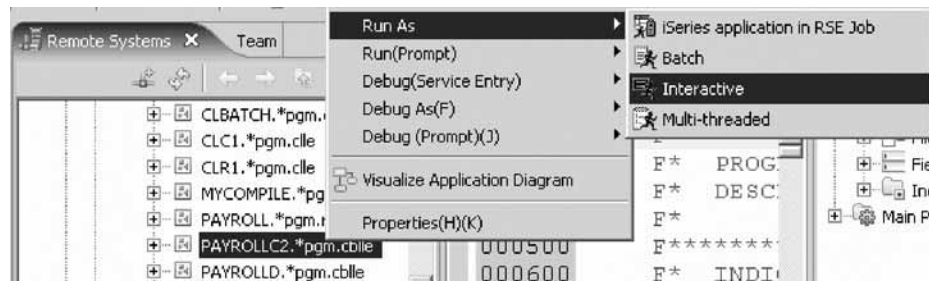 Remote Systems
Team
CLBATCH.*pgm.
CLC1.*pgm.clle
CLR1.*pgm.clle
MYCOMPILE.*pg
PAYROLL.*pgm.
PAYROLLC2.*pgm.cblle
PAYROLLD.*pgm.cblle
Run As
Run(Prompt)
Debug(Service Entry)
Debug As(F)
Debug (Prompt)(J)
Visualize Application Diagram
Properties(H)(K)
iSeries application in RSE Job
Batch
Interactive
Multi-threaded
F* PROG
F* DESC
F*
000500 F*******
000600 F* INDI
Fie
Inc
Main P